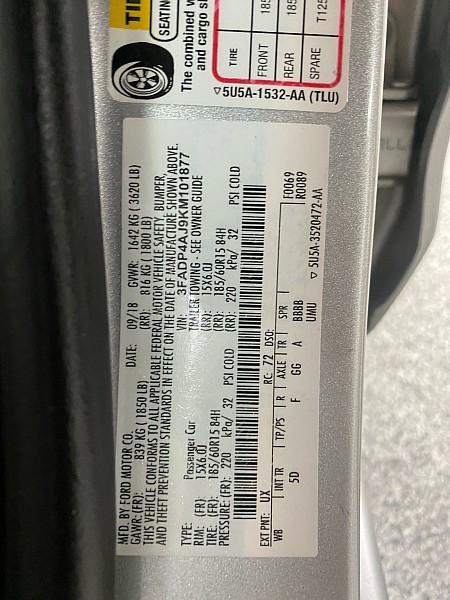 TIRE
FRONT
REAR
SPARE
185
185
T125
SEATING
The combined w
and cargo sh
▽5U5A-1532-AA (TLU)
MFD. BY FORD MOTOR CO.
DATE: 09/18 GVWR: 1642 KG ( 3620 LB)
GAWR: (FR): 839 KG ( 1850 LB) (RR): 816 KG ( 1800 LB)
THIS VEHICLE CONFORMS TO ALL APPLICABLE FEDERAL MOTOR VEHICLE SAFETY, BUMPER,
AND THEFT PREVENTION STANDARDS IN EFFECT ON THE DATE OF MANUFACTURE SHOWN ABOVE.
VIN: 3FADP4AJ9KM101877
TYPE: Passenger Car TRAILER TOWING - SEE OWNER GUIDE
RIM: (FR): 15X6.0J (RR): 15X6.0J
TIRE: (FR): 185/60R15 84H (RR): 185/60R15 84H
PRESSURE:(FR): 220 kPa/ 32 PSI COLD (RR): 220 kPa/ 32 PSI COLD
EXT PNT: UX RC: 72 DSO: F0069
R0089
WB INT TR TP/PS R AXLE TR SPR
5D F GG A BBBB
UMU
▽ 5U5A-3520472-AA